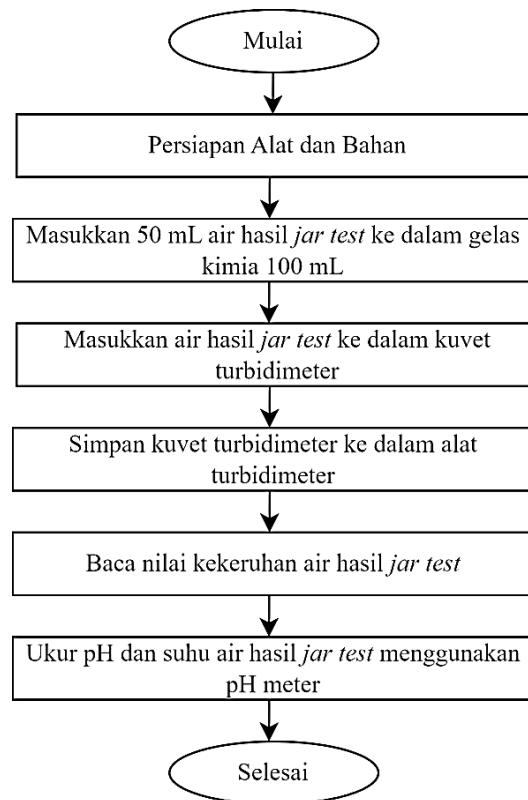 Mulai
Persiapan Alat dan Bahan
Masukkan 50 mL air hasil jar test ke dalam gelas
kimia 100 mL
Masukkan air hasil jar test ke dalam kuvet
turbidimeter
Simpan kuvet turbidimeter ke dalam alat
turbidimeter
Baca nilai kekeruhan air hasil jar test
Ukur pH dan suhu air hasil jar test menggunakan
pH meter
Selesai